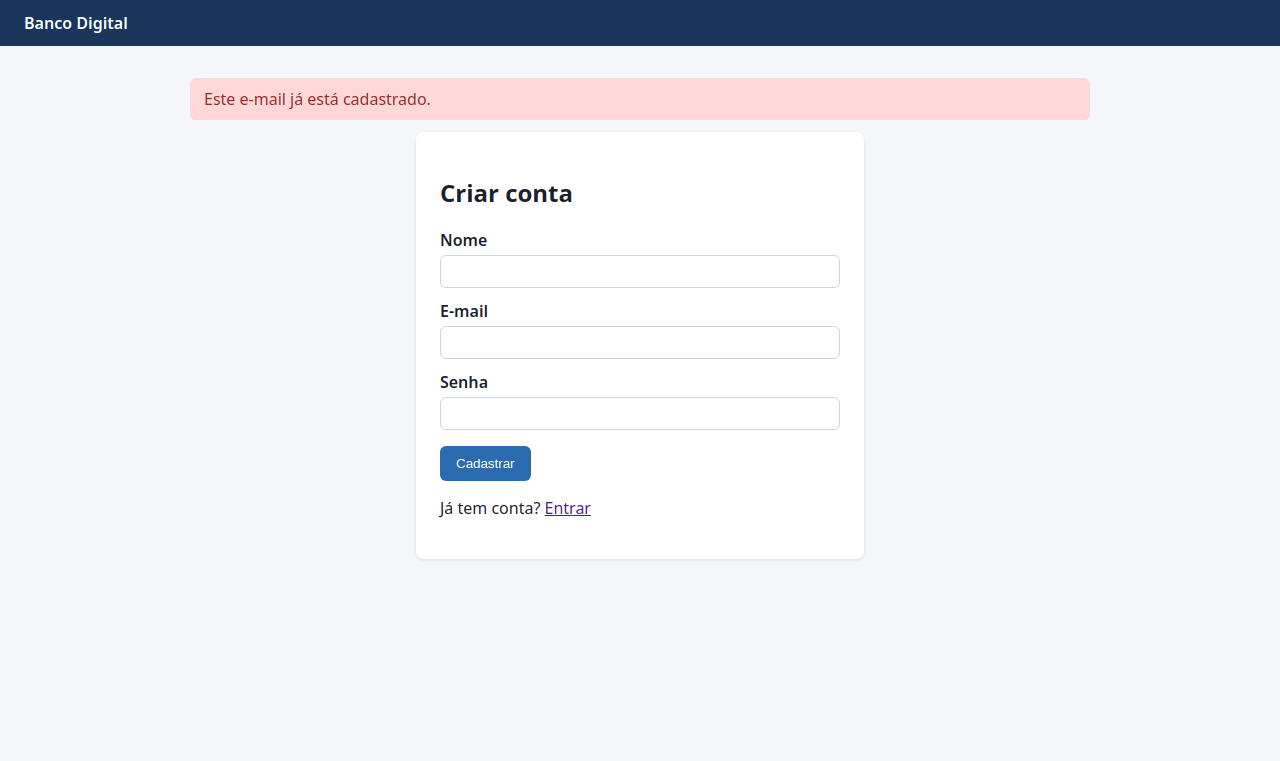 Banco Digital
Este e-mail já está cadastrado.
Criar conta
Nome
E-mail
Senha
Cadastrar
Já tem conta? Entrar